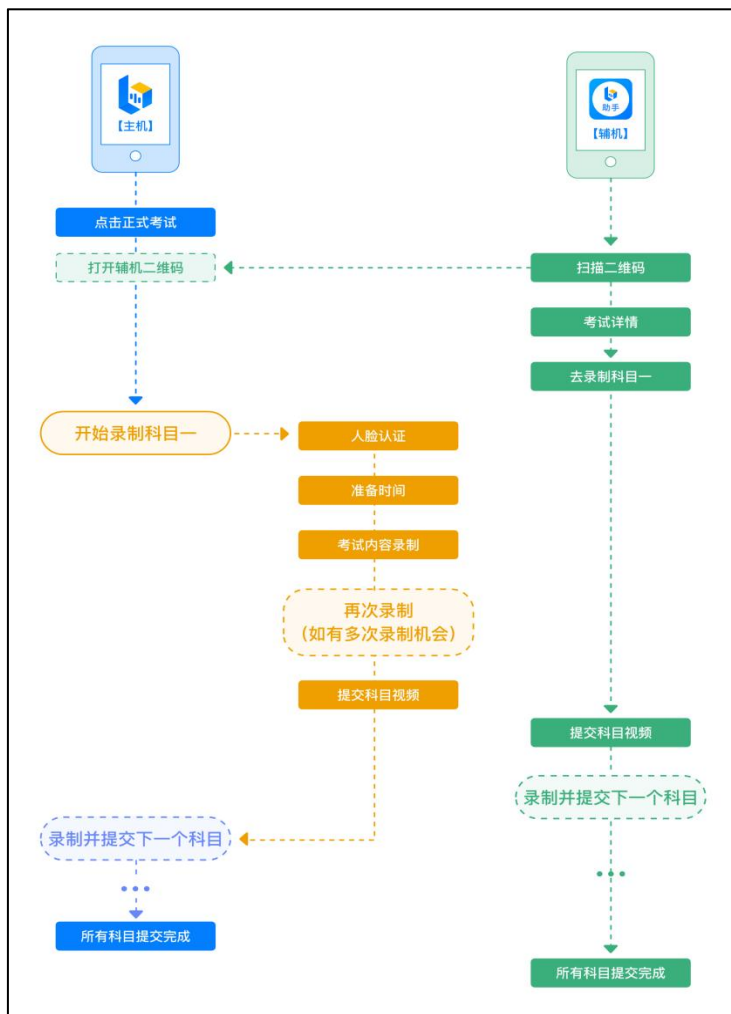 【主机】
助手
【辅机】
点击正式考试
打开辅机二维码
扫描二维码
考试详情
去录制科目一
开始录制科目一
人脸认证
准备时间
考试内容录制
再次录制
（如有多次录制机会）
提交科目视频
提交科目视频
录制并提交下一个科目
录制并提交下一个科目
所有科目提交完成
所有科目提交完成